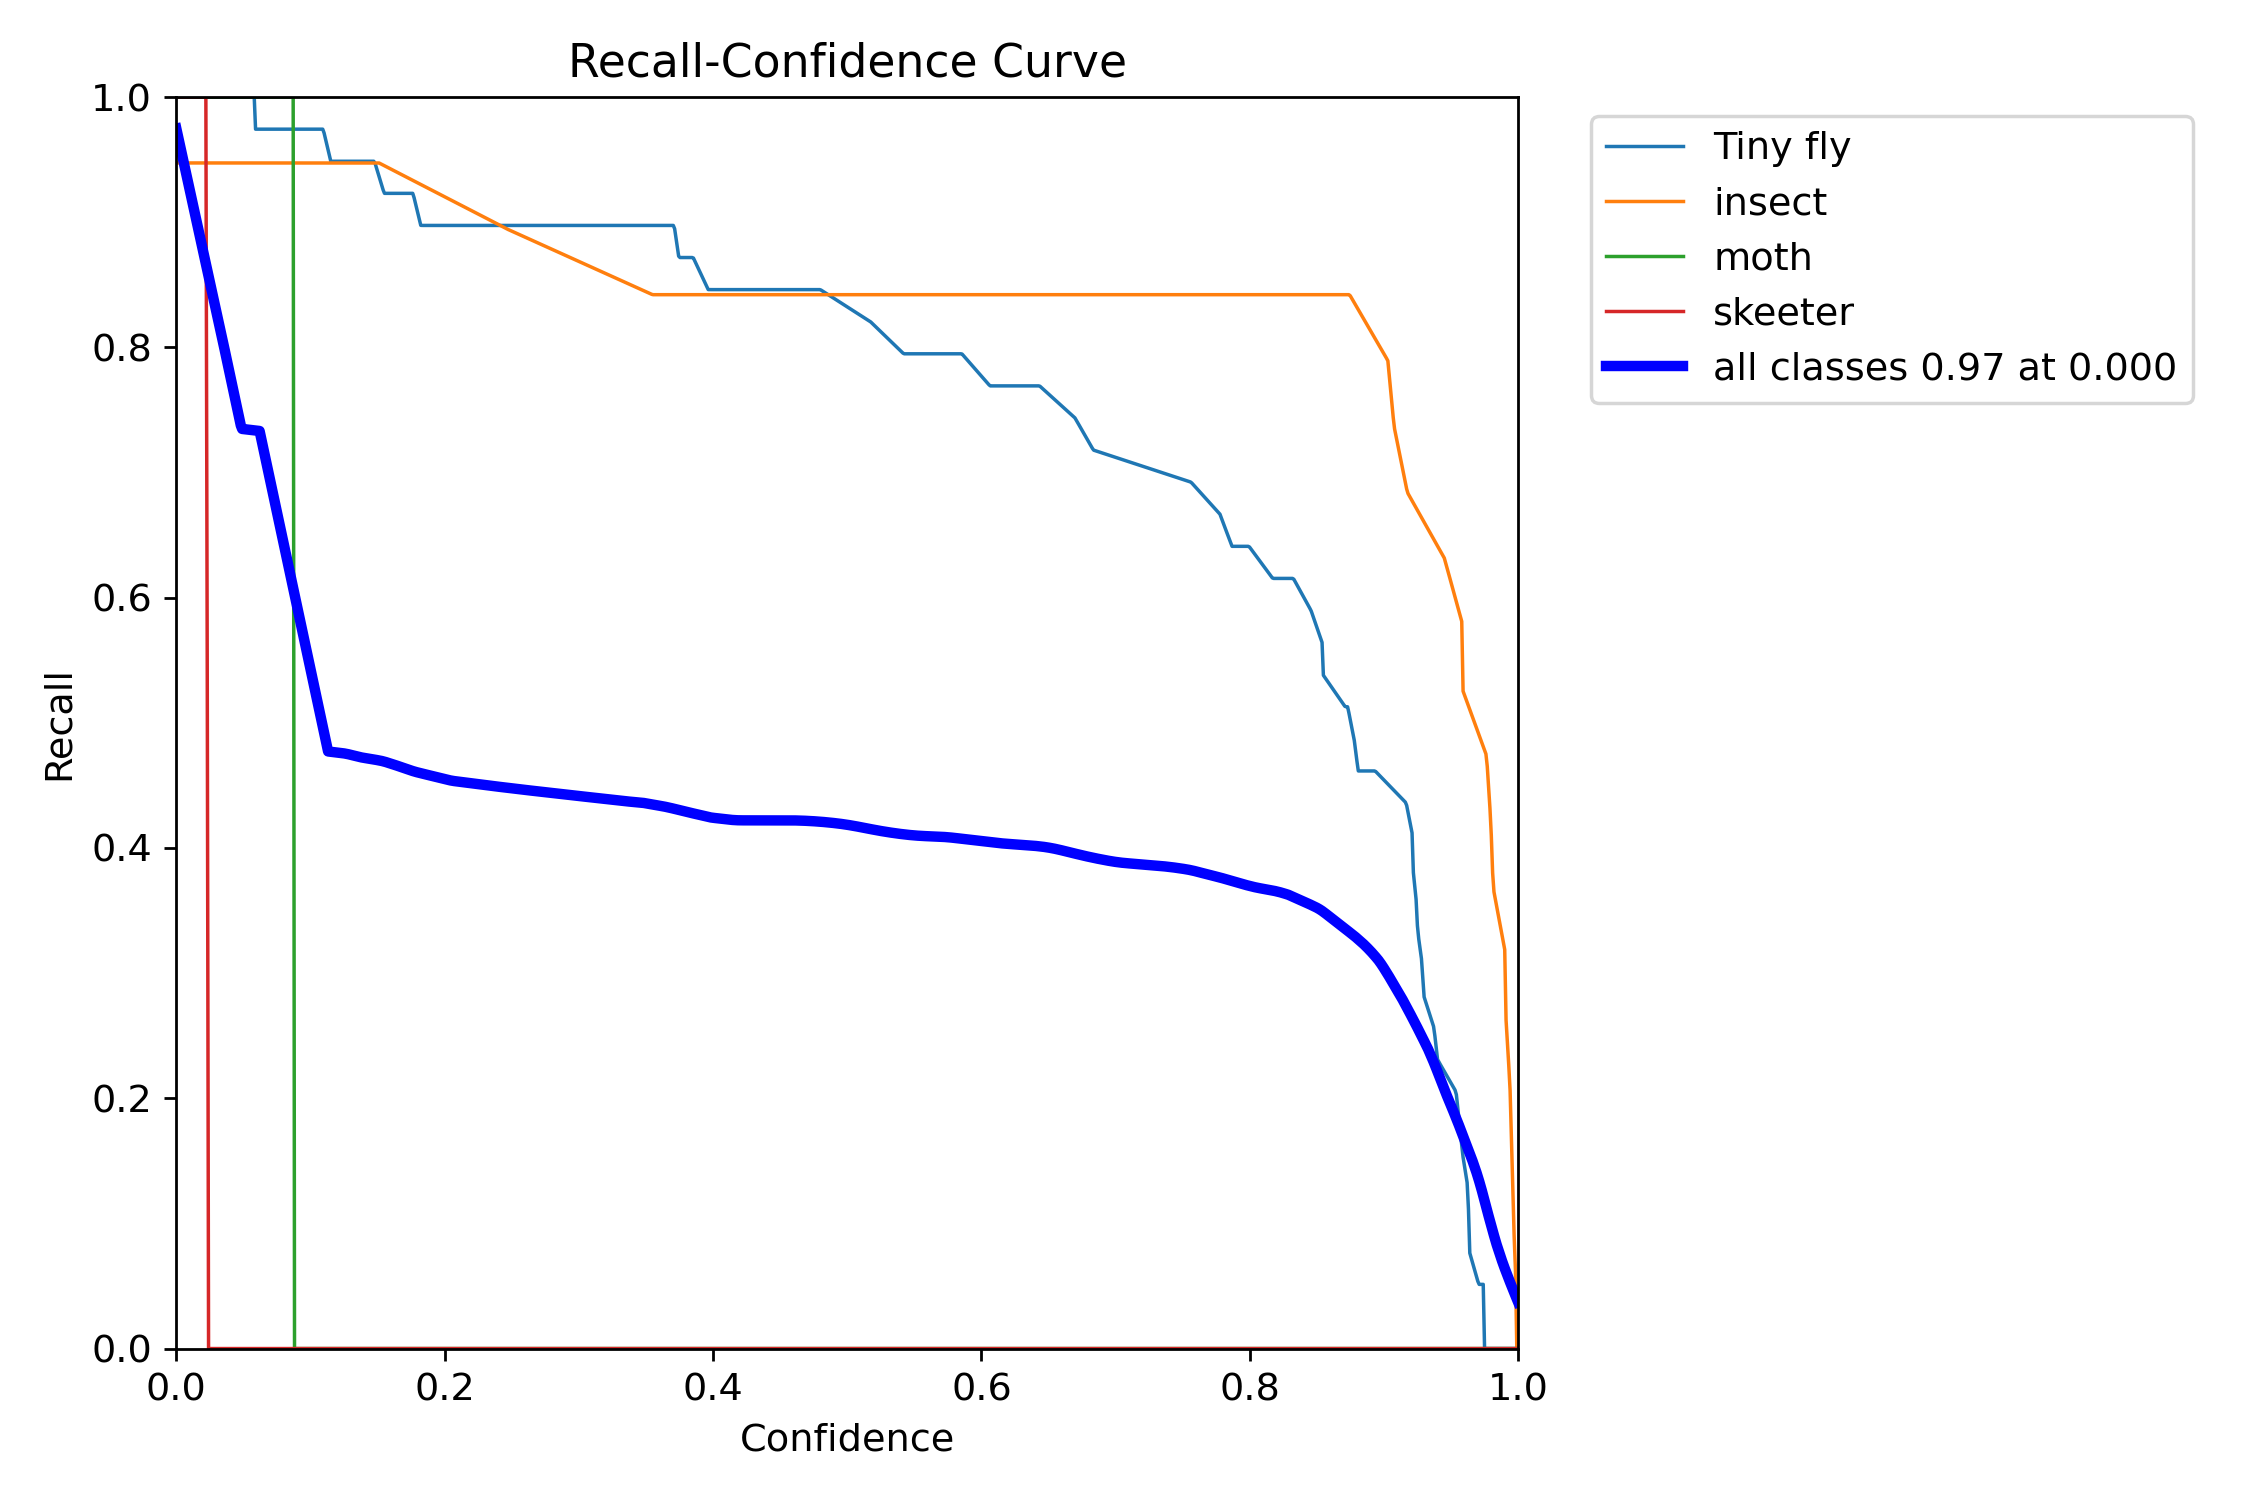 Recall-Confidence Curve
1.0
0.8
0.6
0.4
0.2
0.0
Recall
0.0 0.2 0.4 0.6 0.8 1.0
Confidence
Tiny fly
insect
moth
skeeter
all classes 0.97 at 0.000